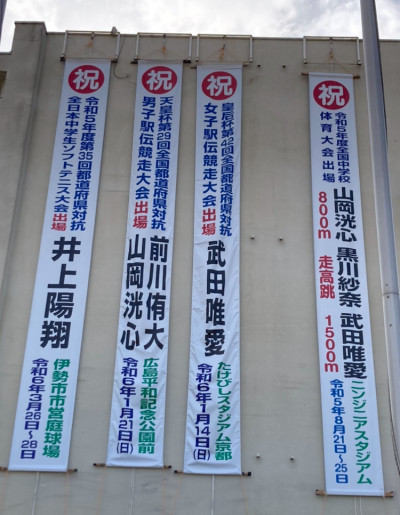 祝
令和5年度全国中学校
体育大会出場
山岡洸心 黒川紗奈 武田唯愛
800m 走高跳 1500m
ニンジニアスタジアム
令和5年8月21日~25日
祝
皇后杯第42回全国都道府県対抗
女子駅伝競走大会出場
武田唯愛
たけびしスタジアム京都
令和6年1月14日(日)
祝
天皇杯第29回全国都道府県対抗
男子駅伝競走大会出場
前川侑大
山岡洸心
広島平和記念公園前
令和6年1月21日(日)
祝
令和5年度第35回都道府県対抗
全日本中学生ソフトテニス大会出場
井上陽翔
伊勢市市営庭球場
令和6年3月26日~28日